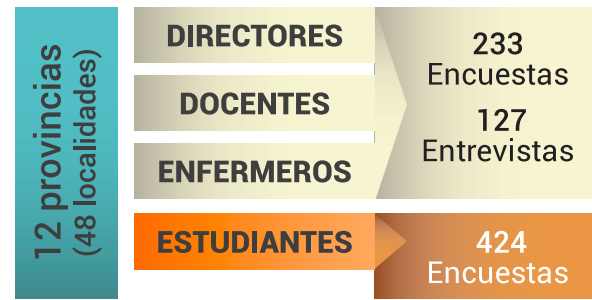 12 provincias
(48 localidades)
DIRECTORES
DOCENTES
ENFERMEROS
233
Encuestas
127
Entrevistas
ESTUDIANTES
424
Encuestas